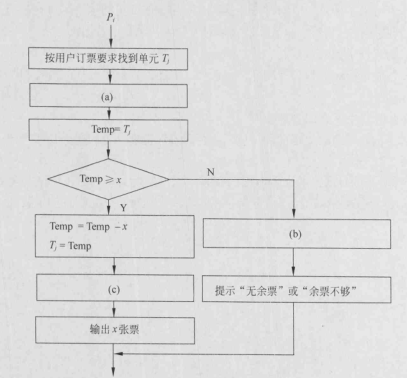 P_i
按用户订票要求找到单元 T_j
(a)
Temp= T_j
Temp ≥ x
N
Y
Temp = Temp − x
T_j = Temp
(b)
(c)
提示“无余票”或“余票不够”
输出 x 张票